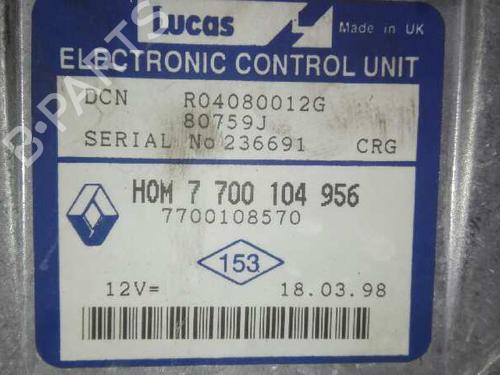 Lucas
Made in UK
ELECTRONIC CONTROL UNIT
DCN R04080012G
80759J
SERIAL No 236691 CRG
HOM 7 700 104 956
7700108570
153
12V= 18.03.98
B-PARTS